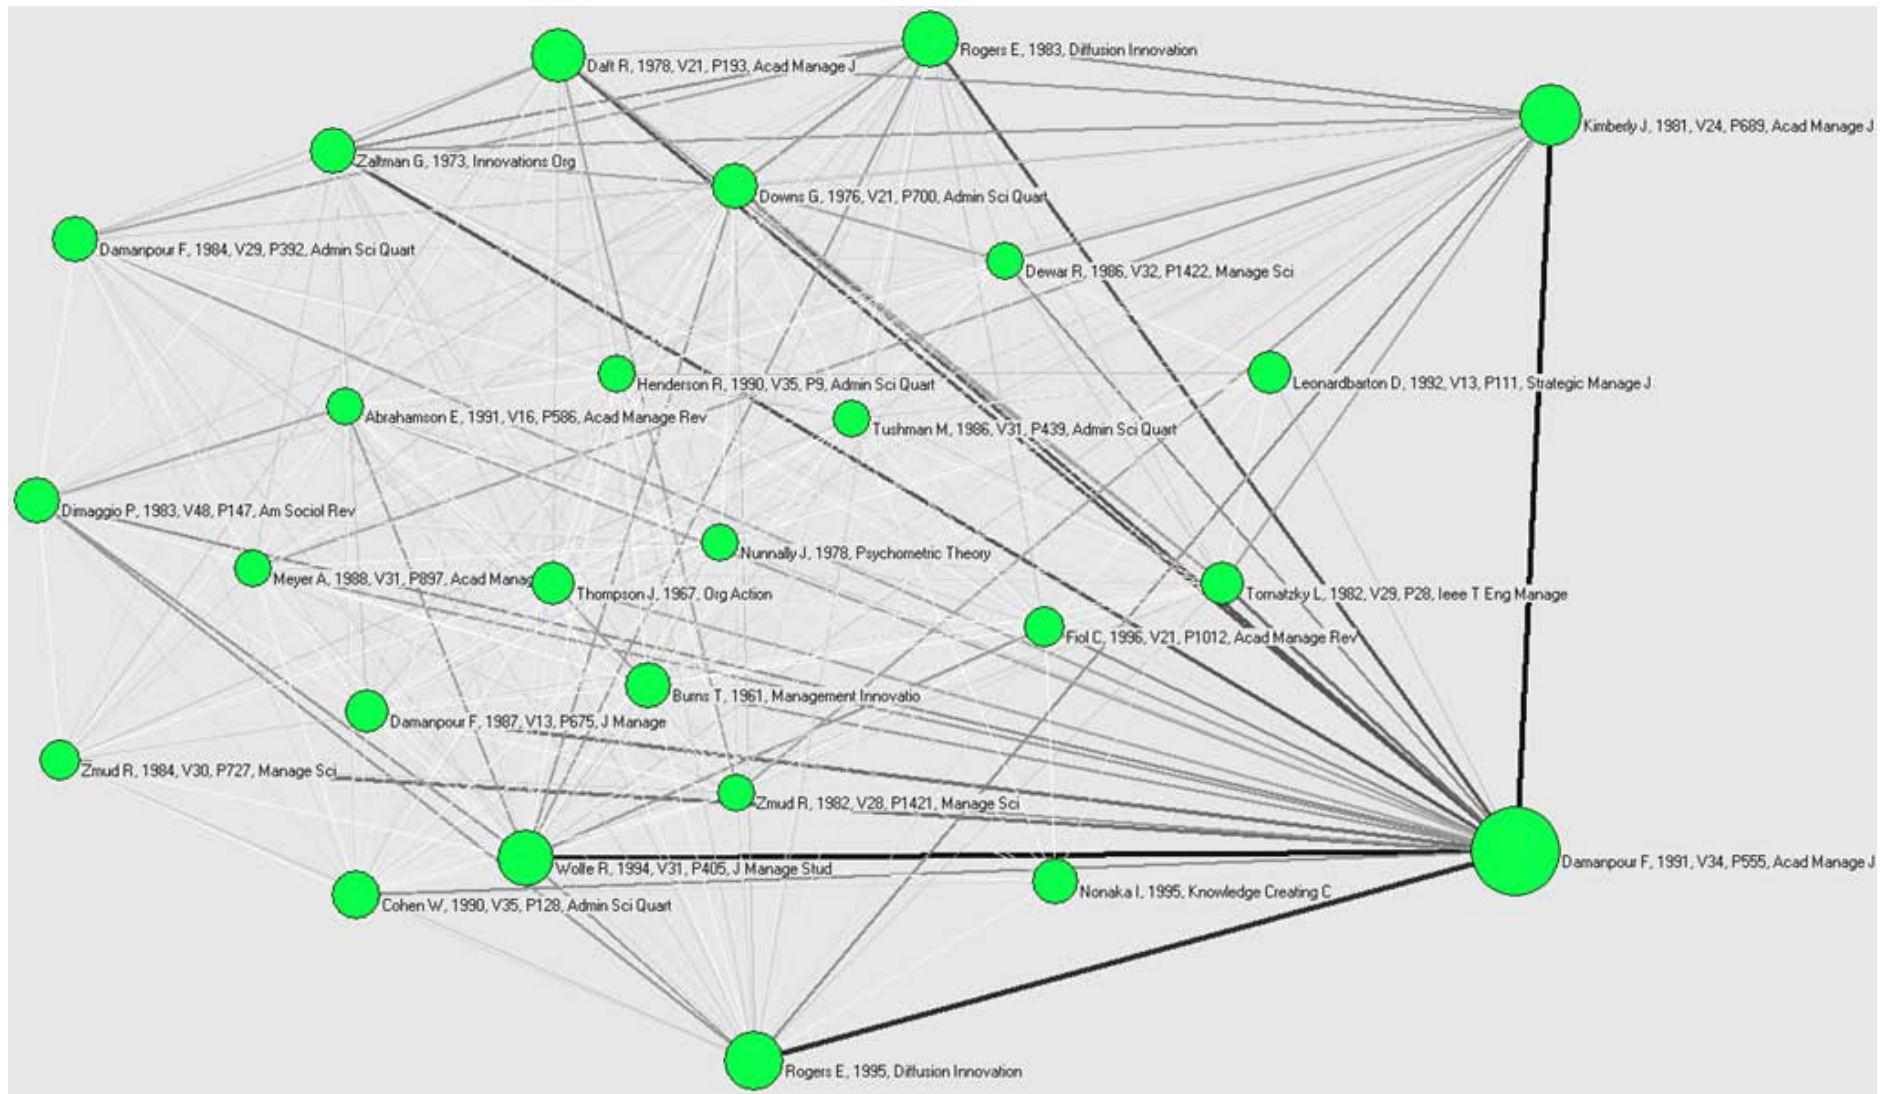 Rogers E, 1983, Diffusion Innovation
Daft R, 1978, V21, P193, Acad Manage J
Kimberly J, 1981, V24, P689, Acad Manage J
Zaltman G, 1973, Innovations Org
Downs G, 1976, V21, P700, Admin Sci Quart
Damanpour F, 1984, V29, P392, Admin Sci Quart
Dewar R, 1986, V32, P1422, Manage Sci
Henderson R, 1990, V35, P9, Admin Sci Quart
Leonardbarton D, 1992, V13, P111, Strategic Manage J
Abrahamson E, 1991, V16, P586, Acad Manage Rev
Tushman M, 1986, V31, P439, Admin Sci Quart
Dimaggio P, 1983, V48, P147, Am Sociol Rev
Nunnally J, 1978, Psychometric Theory
Meyer A, 1988, V31, P897, Acad Manag
Thompson J, 1967, Org Action
Tornatzky L, 1982, V29, P28, Ieee T Eng Manage
Fiol C, 1996, V21, P1012, Acad Manage Rev
Burns T, 1961, Management Innovatio
Damanpour F, 1987, V13, P675, J Manage
Zmud R, 1984, V30, P727, Manage Sci
Zmud R, 1982, V28, P1421, Manage Sci
Wolfe R, 1994, V31, P405, J Manage Stud
Damanpour F, 1991, V34, P555, Acad Manage J
Nonaka I, 1995, Knowledge Creating C
Cohen W, 1990, V35, P128, Admin Sci Quart
Rogers E, 1995, Diffusion Innovation